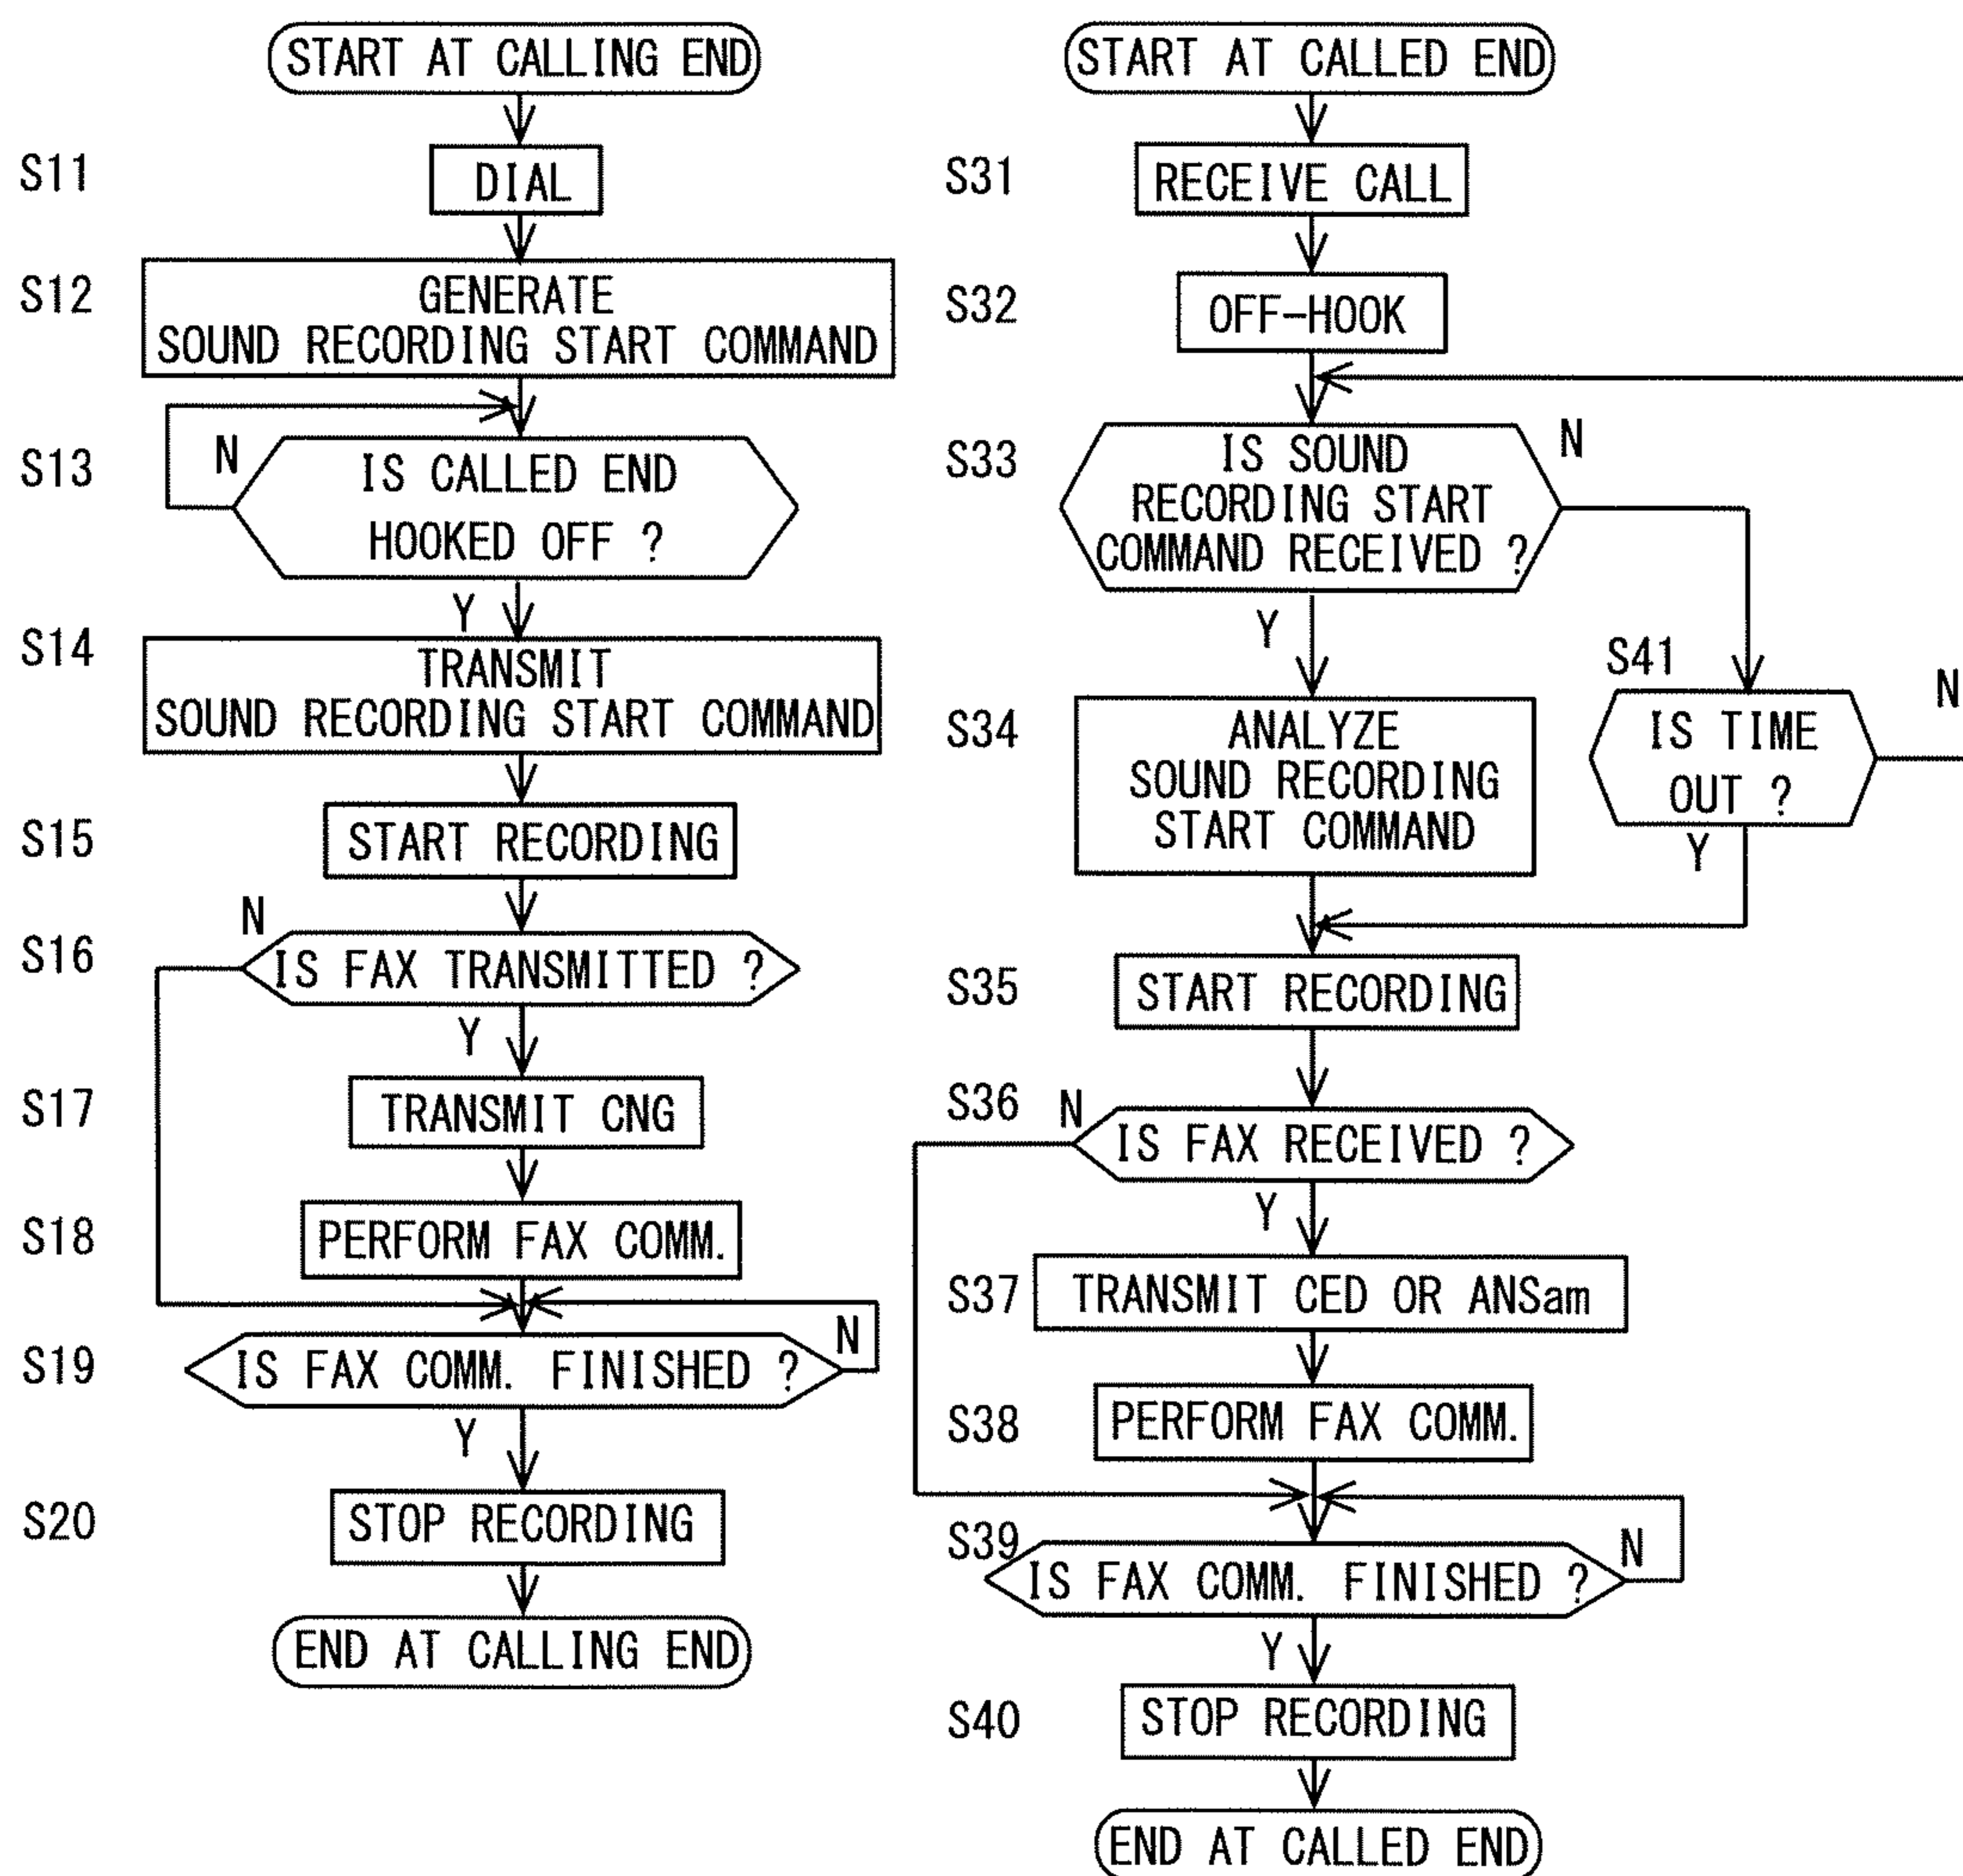 START AT CALLING END
S11
DIAL
S12
GENERATE
SOUND RECORDING START COMMAND
S13
N
IS CALLED END
HOOKED OFF ?
Y
S14
TRANSMIT
SOUND RECORDING START COMMAND
S15
START RECORDING
N
S16
IS FAX TRANSMITTED ?
Y
S17
TRANSMIT CNG
S18
PERFORM FAX COMM.
S19
IS FAX COMM. FINISHED ?
N
Y
S20
STOP RECORDING
END AT CALLING END
START AT CALLED END
S31
RECEIVE CALL
S32
OFF-HOOK
S33
IS SOUND
RECORDING START
COMMAND RECEIVED ?
N
Y
S41
IS TIME
OUT ?
N
Y
S34
ANALYZE
SOUND RECORDING
START COMMAND
S35
START RECORDING
S36
N
IS FAX RECEIVED ?
Y
S37
TRANSMIT CED OR ANSam
S38
PERFORM FAX COMM.
S39
IS FAX COMM. FINISHED ?
N
Y
S40
STOP RECORDING
END AT CALLED END